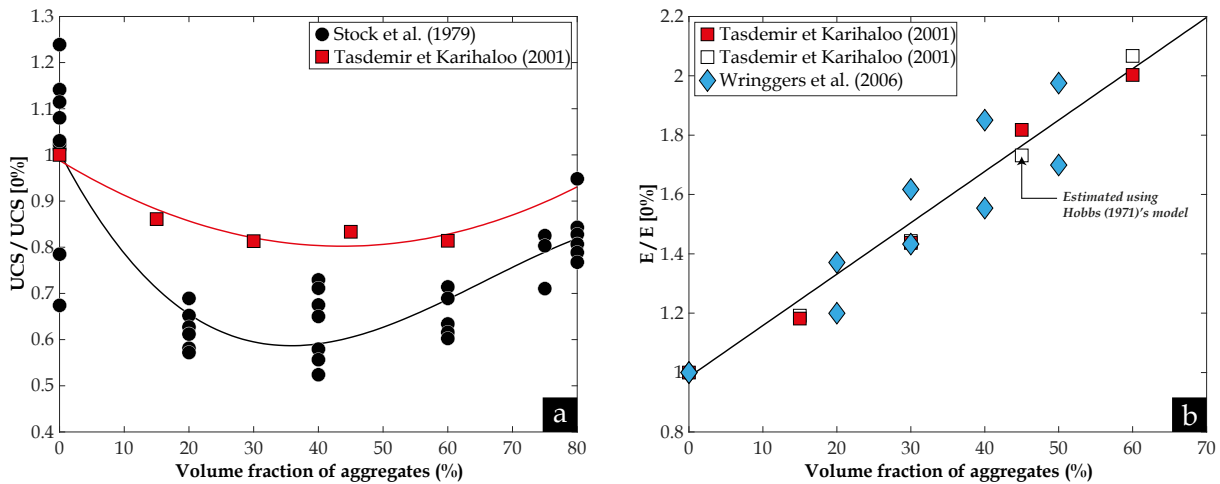 1.3
1.2
1.1
1
0.9
0.8
0.7
0.6
0.5
0.4
UCS / UCS [0%]
Stock et al. (1979)
Tasdemir et Karihaloo (2001)
a
0 10 20 30 40 50 60 70 80
Volume fraction of aggregates (%)
2.2
2
1.8
1.6
1.4
1.2
1
0.8
E / E [0%]
Tasdemir et Karihaloo (2001)
Tasdemir et Karihaloo (2001)
Wringgers et al. (2006)
Estimated using
Hobbs (1971)'s model
b
0 10 20 30 40 50 60 70
Volume fraction of aggregates (%)